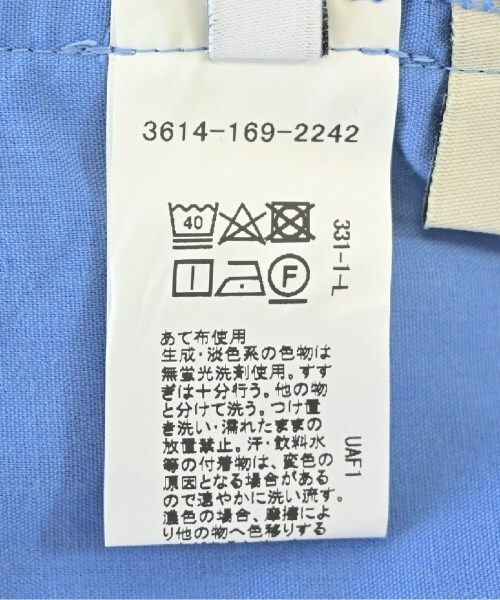 3614-169-2242
40
331-1-L
F
あて布使用
生成・淡色系の色物は
無蛍光洗剤使用。すす
ぎは十分行う。他の物
と分けて洗う。つけ置
き洗い・濡れたままの
放置禁止。汗・飲料水
等の付着物は、変色の
原因となる場合がある
ので速やかに洗い流す。
濃色の場合、摩擦によ
り他の物へ色移りする
UAF1